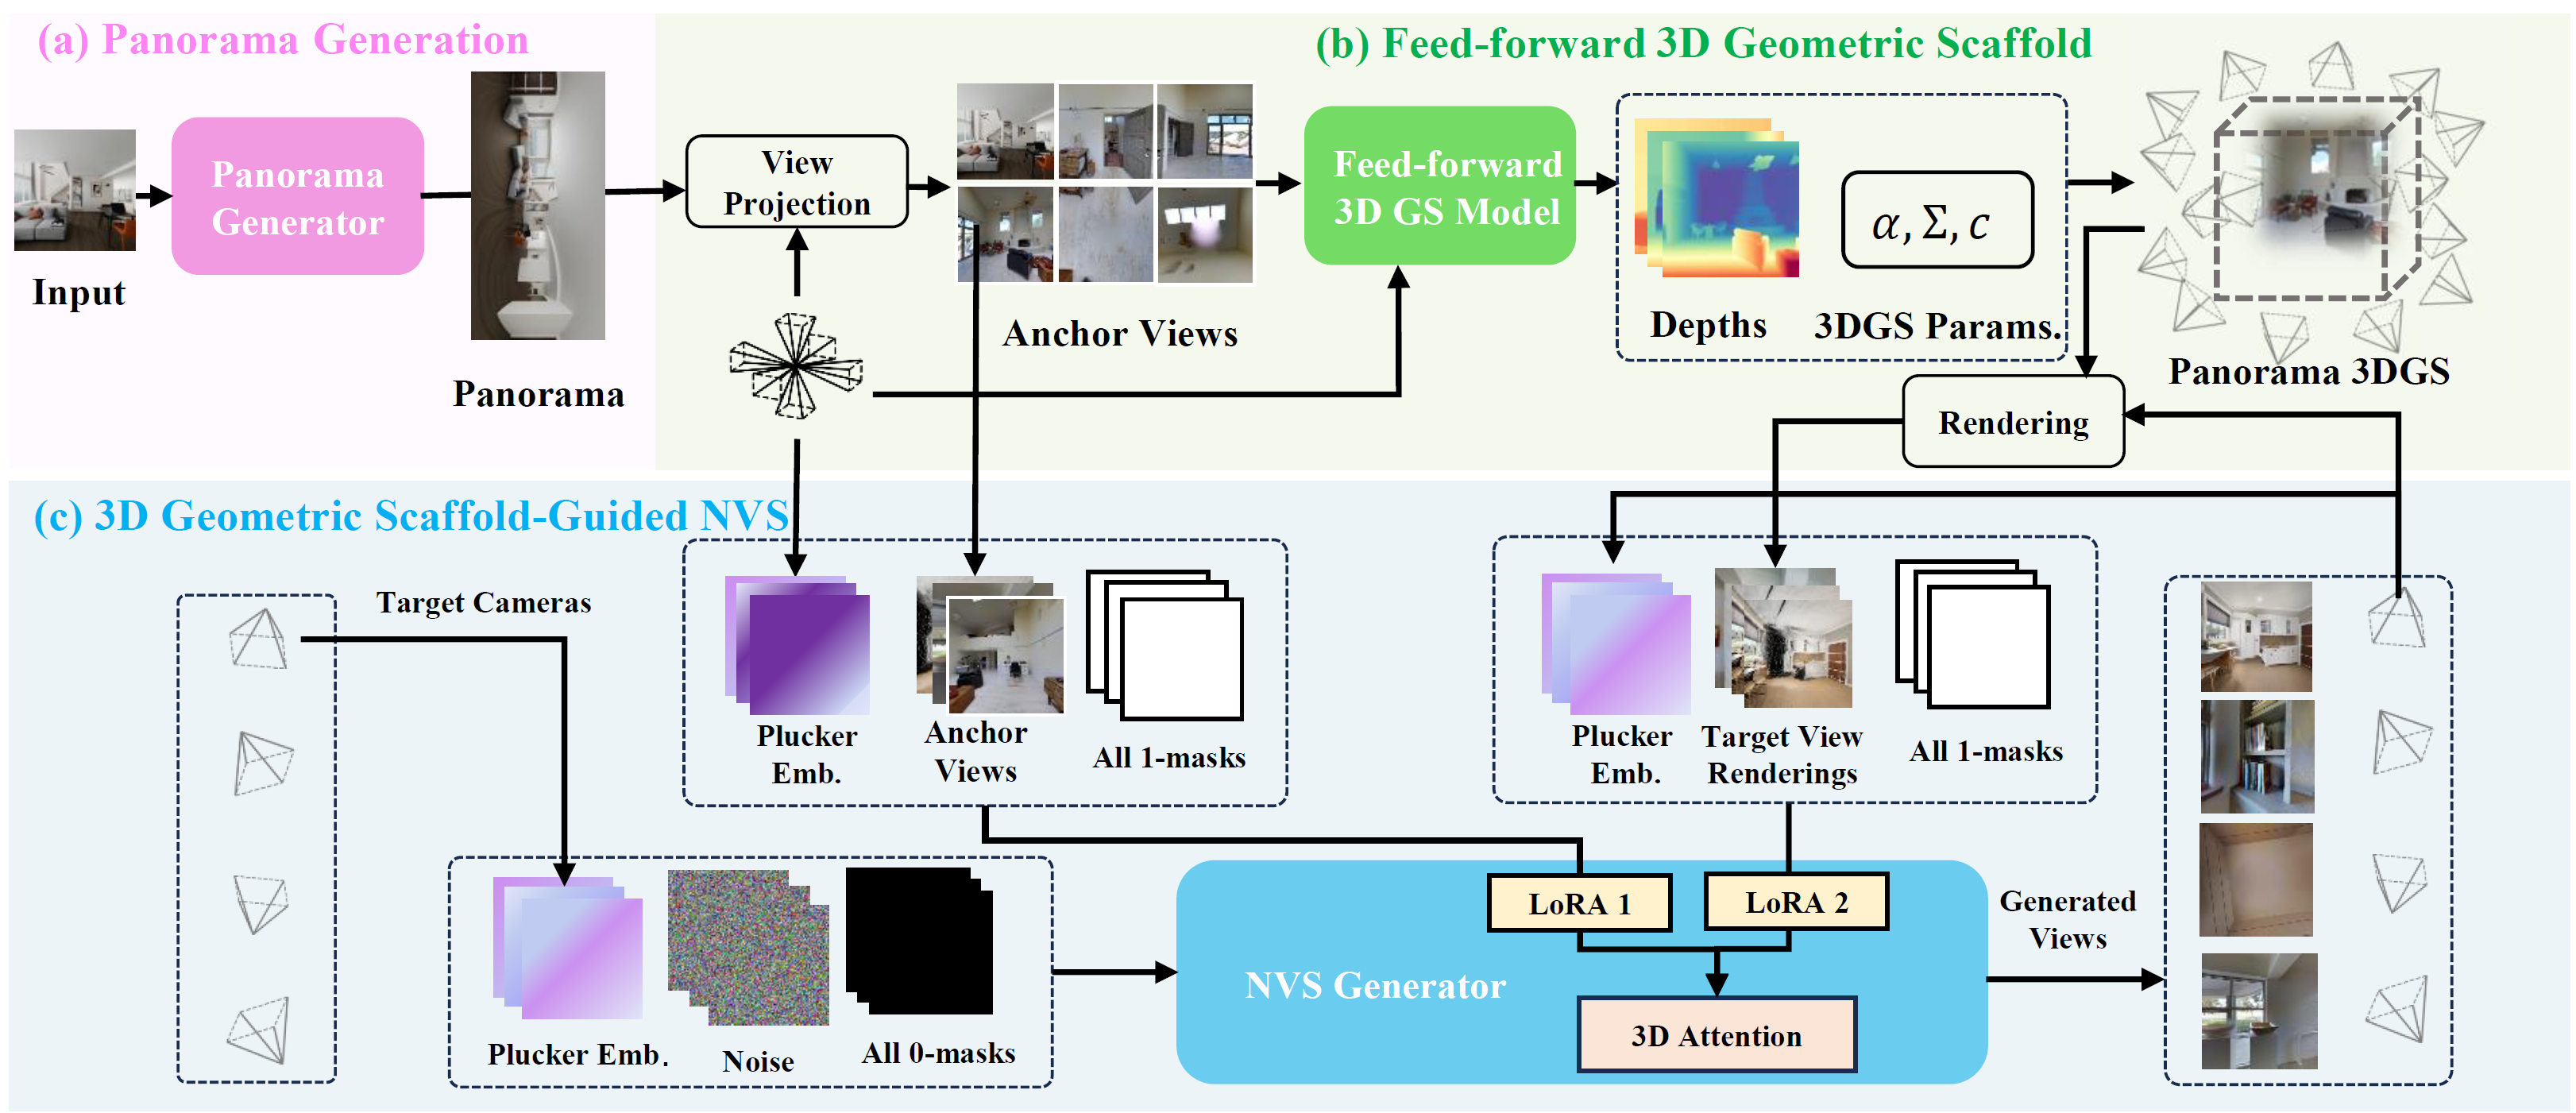 (a) Panorama Generation
Input
Panorama
Generator
Panorama
(b) Feed-forward 3D Geometric Scaffold
View
Projection
Anchor Views
Feed-forward
3D GS Model
Depths
α, Σ, c
3DGS Params.
Panorama 3DGS
Rendering
(c) 3D Geometric Scaffold-Guided NVS
Target Cameras
Plucker
Emb.
Anchor
Views
All 1-masks
Plucker
Emb.
Target View
Renderings
All 1-masks
Plucker Emb.
Noise
All 0-masks
NVS Generator
LoRA 1
LoRA 2
3D Attention
Generated
Views